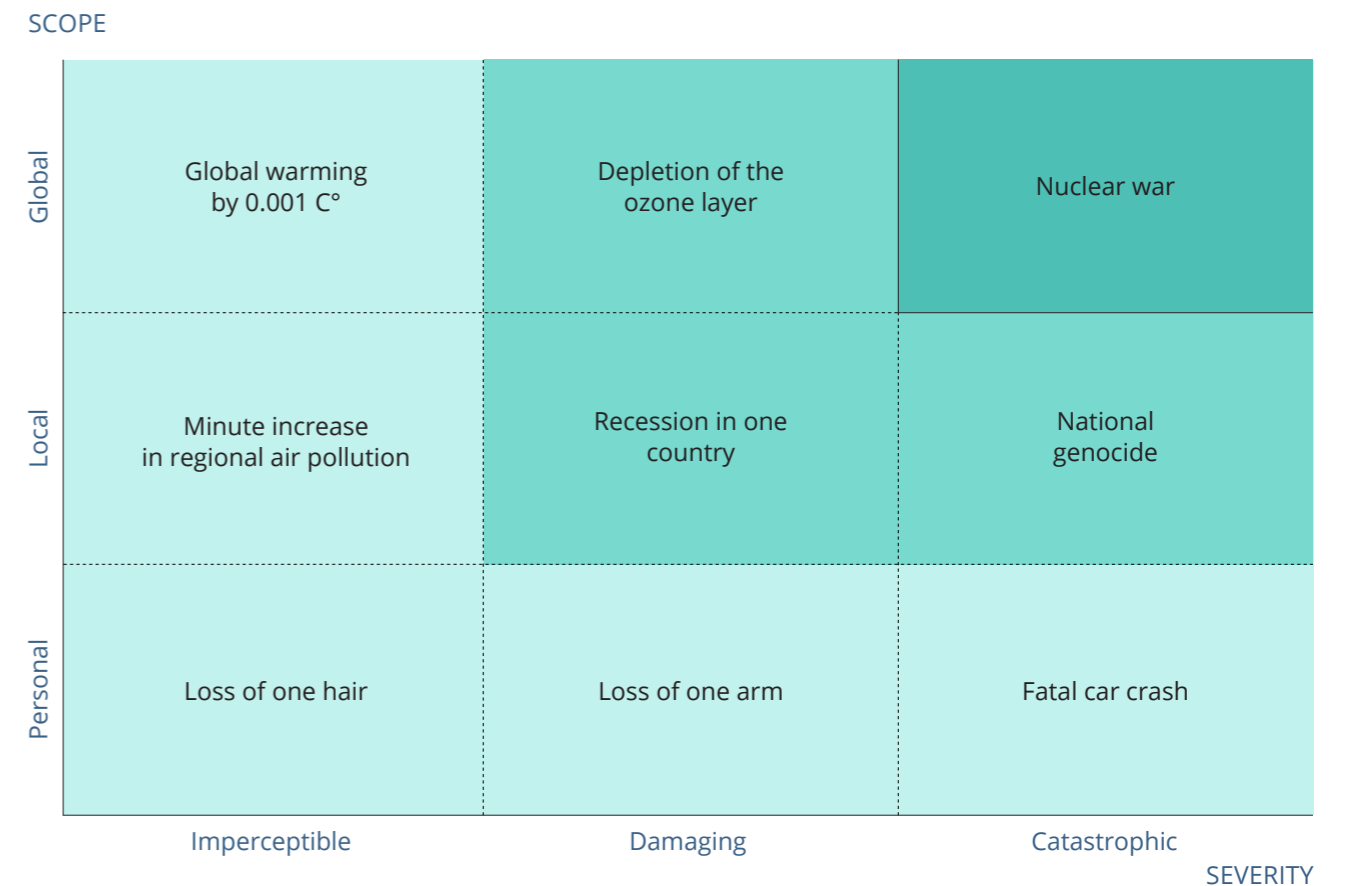 SCOPE
Global
Global warming
by 0.001 C°
Depletion of the
ozone layer
Nuclear war
Local
Minute increase
in regional air pollution
Recession in one
country
National
genocide
Personal
Loss of one hair
Loss of one arm
Fatal car crash
Imperceptible
Damaging
Catastrophic
SEVERITY